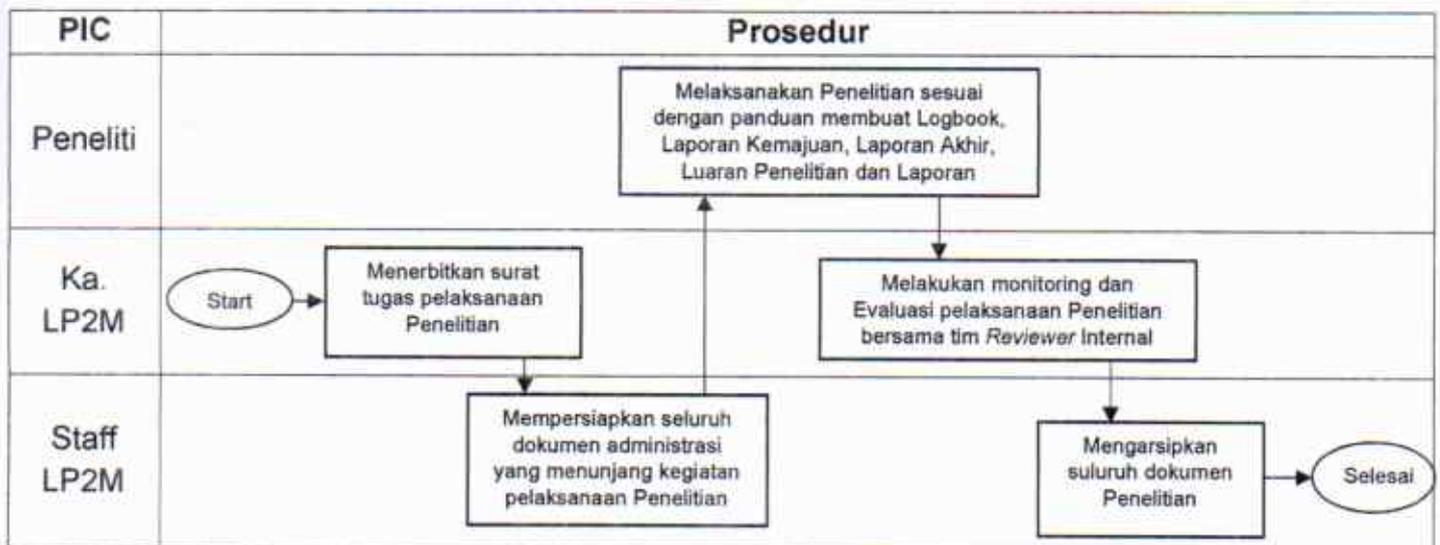 PIC
Prosedur
Peneliti
Melaksanakan Penelitian sesuai
dengan panduan membuat Logbook,
Laporan Kemajuan, Laporan Akhir,
Luaran Penelitian dan Laporan
Ka.
LP2M
Start
Menerbitkan surat
tugas pelaksanaan
Penelitian
Melakukan monitoring dan
Evaluasi pelaksanaan Penelitian
bersama tim Reviewer Internal
Staff
LP2M
Mempersiapkan seluruh
dokumen administrasi
yang menunjang kegiatan
pelaksanaan Penelitian
Mengarsipkan
suluruh dokumen
Penelitian
Selesai